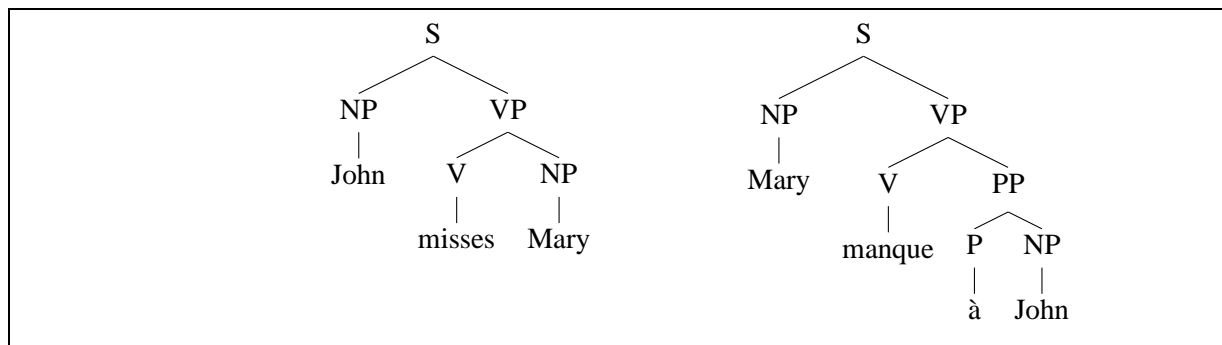 S S
NP VP NP VP
John V NP Mary V PP
misses Mary manque P NP
à John